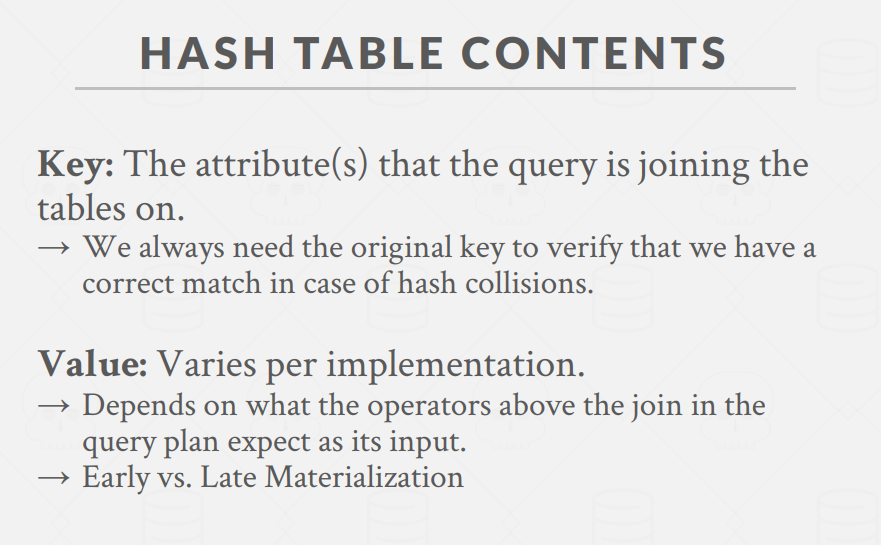 HASH TABLE CONTENTS
Key: The attribute(s) that the query is joining the
tables on.
→ We always need the original key to verify that we have a
correct match in case of hash collisions.
Value: Varies per implementation.
→ Depends on what the operators above the join in the
query plan expect as its input.
→ Early vs. Late Materialization